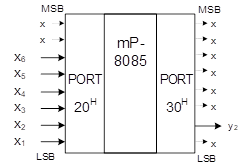 MSB MSB
x x
x mP- x
X6 8085 x
X5 PORT PORT x
X4 20H 30H x
X3 x
X2 y2
X1 x
LSB LSB